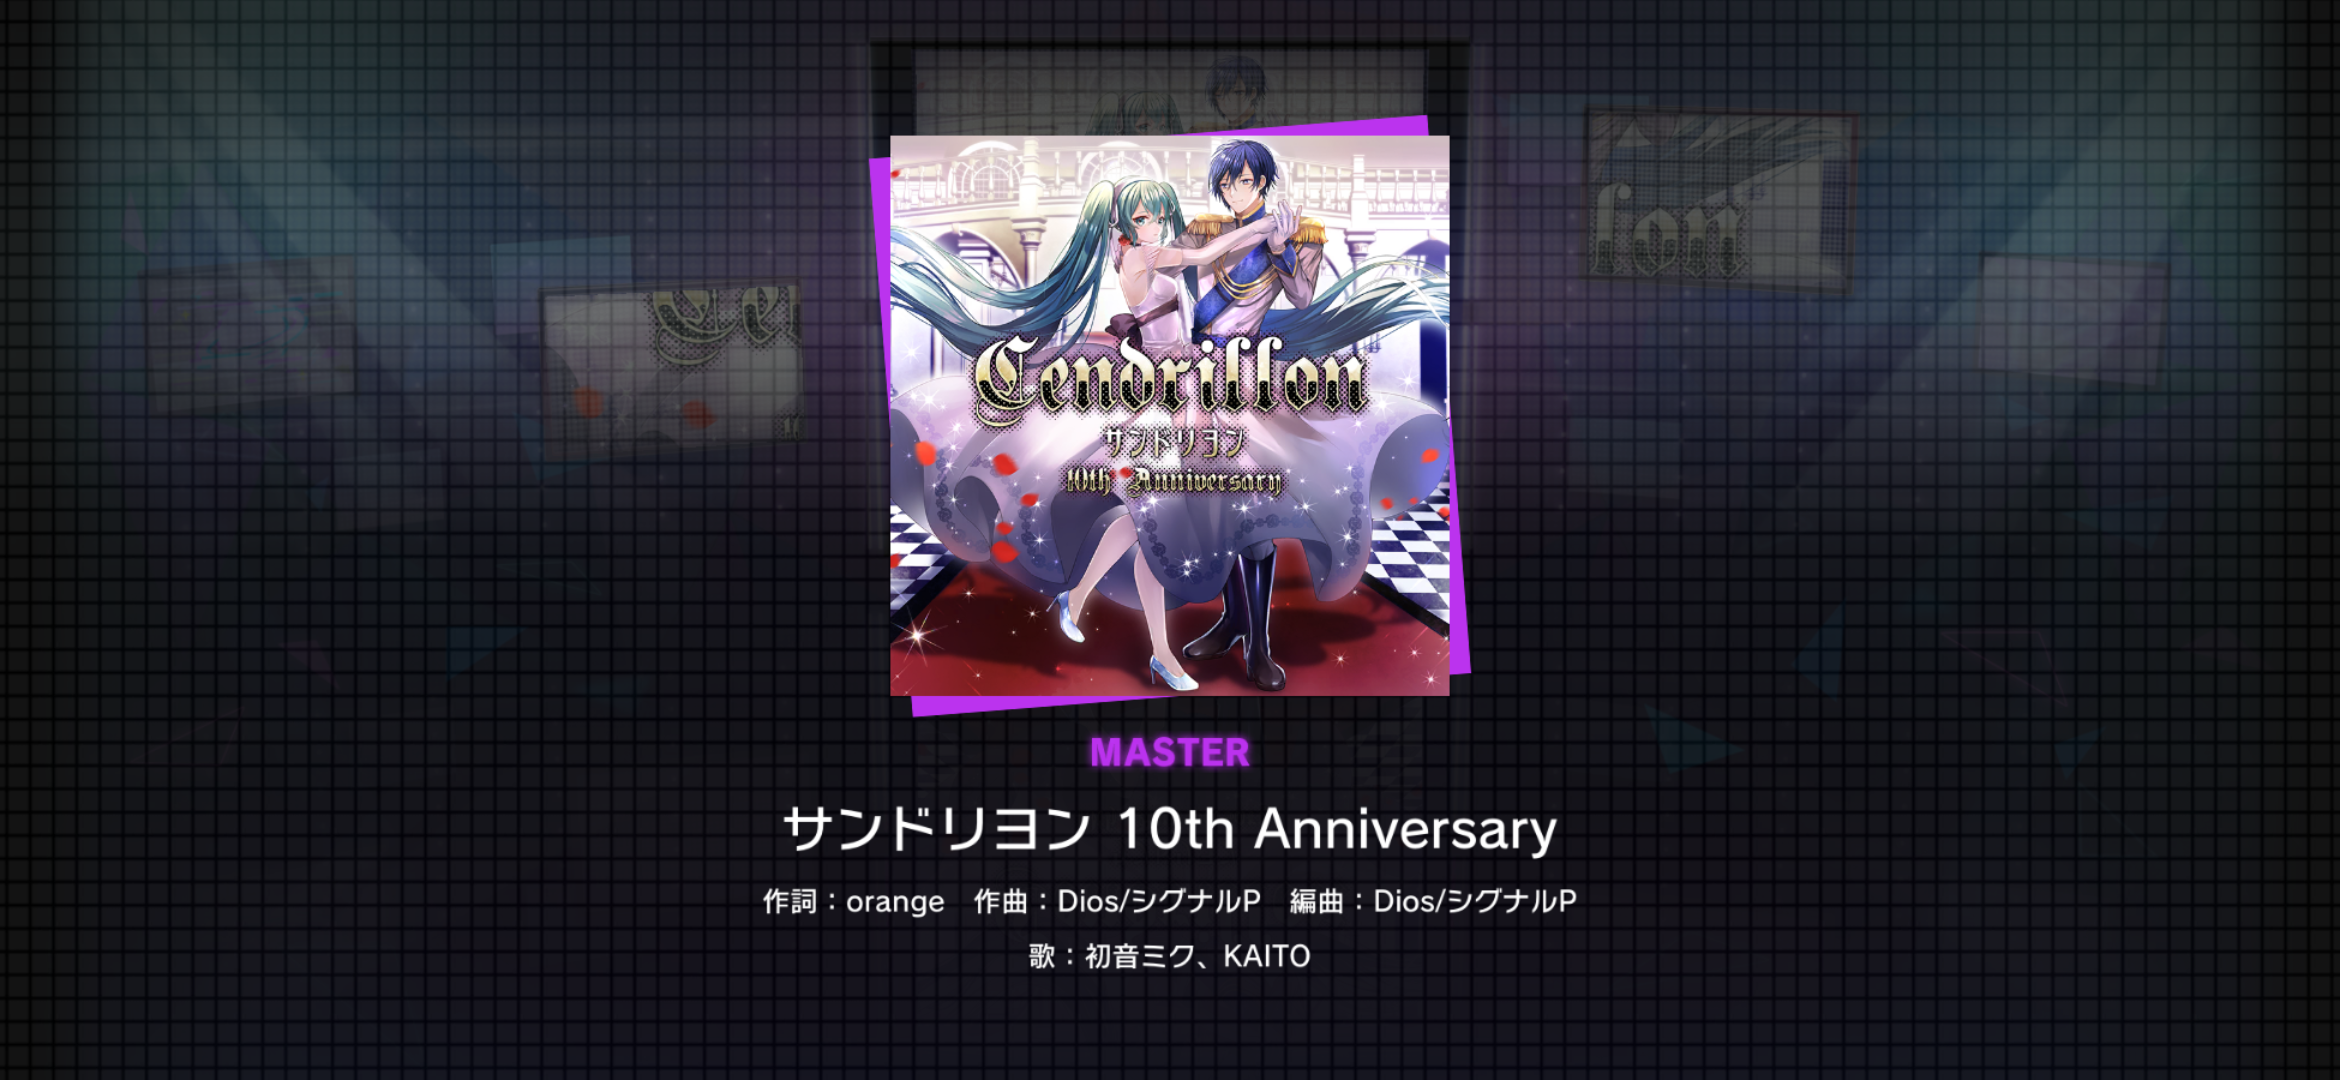 Cendrillon
サンドリヨン
10th Anniversary
MASTER
サンドリヨン 10th Anniversary
作詞：orange　作曲：Dios/シグナルP　編曲：Dios/シグナルP
歌：初音ミク、KAITO